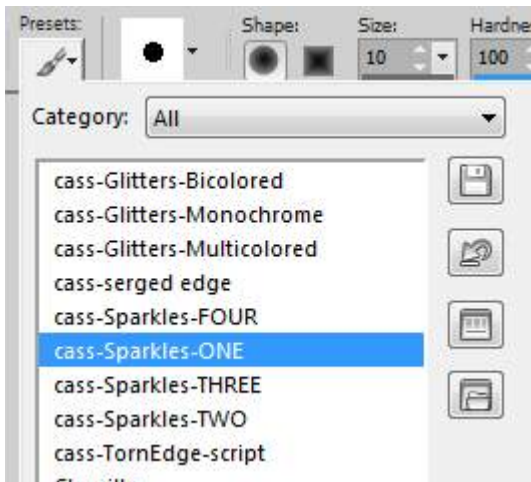 Presets: Shape: Size: Hardne
10 100
Category: All
cass-Glitters-Bicolored
cass-Glitters-Monochrome
cass-Glitters-Multicolored
cass-serged edge
cass-Sparkles-FOUR
cass-Sparkles-ONE
cass-Sparkles-THREE
cass-Sparkles-TWO
cass-TornEdge-script